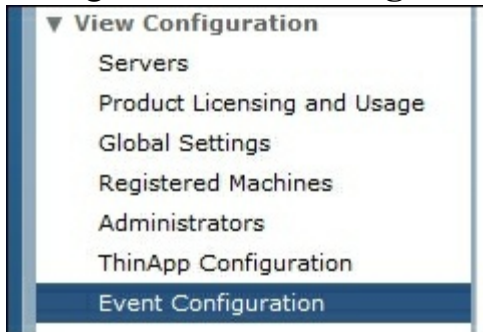 ▼ View Configuration
Servers
Product Licensing and Usage
Global Settings
Registered Machines
Administrators
ThinApp Configuration
Event Configuration